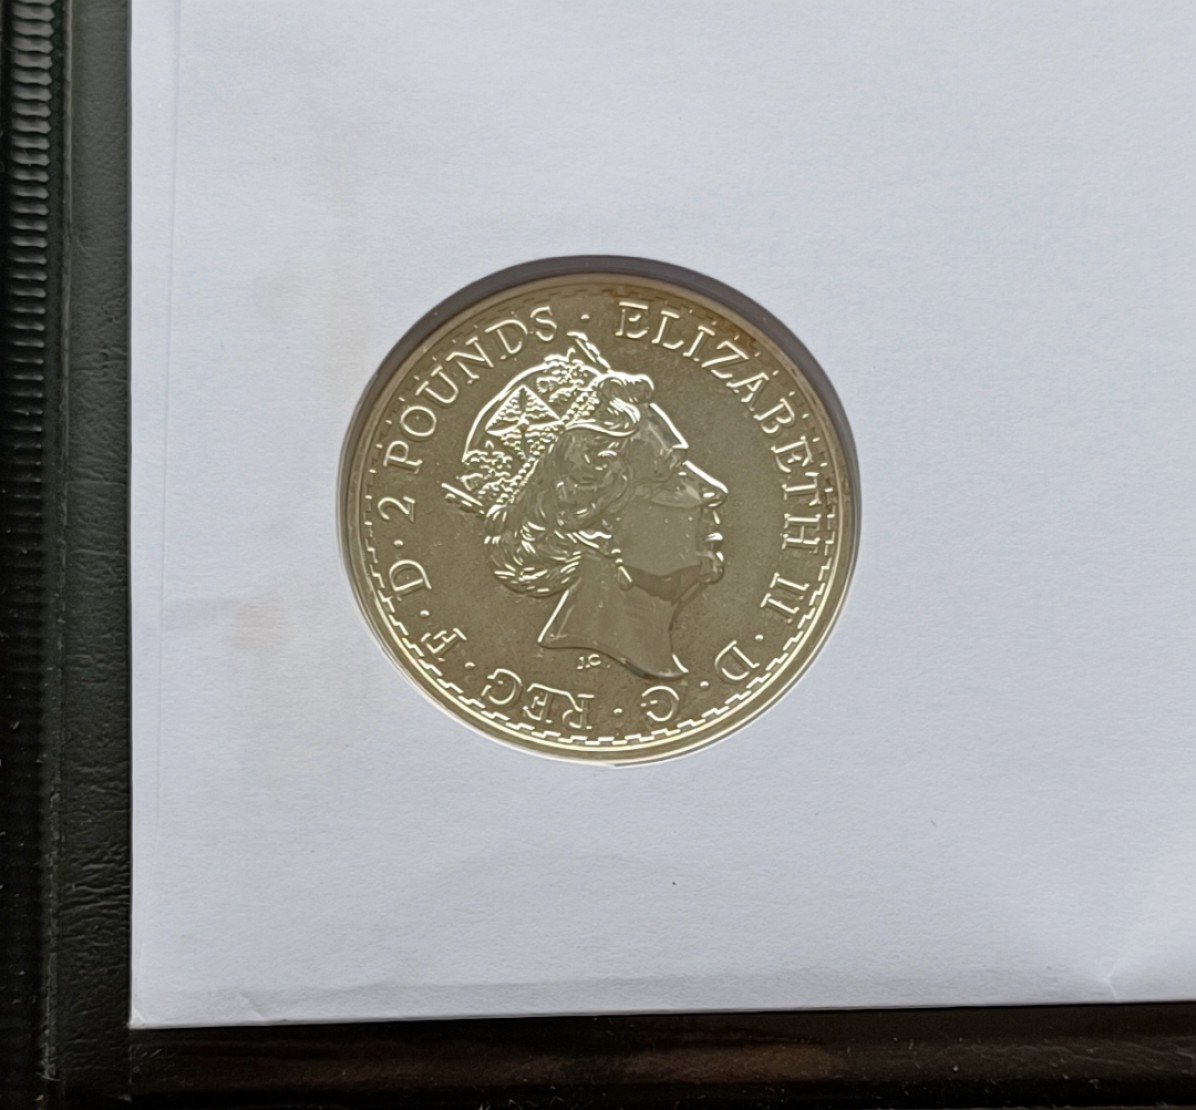 ELIZABETH II · D · G · REG · F · D · 2 POUNDS ·
J.C